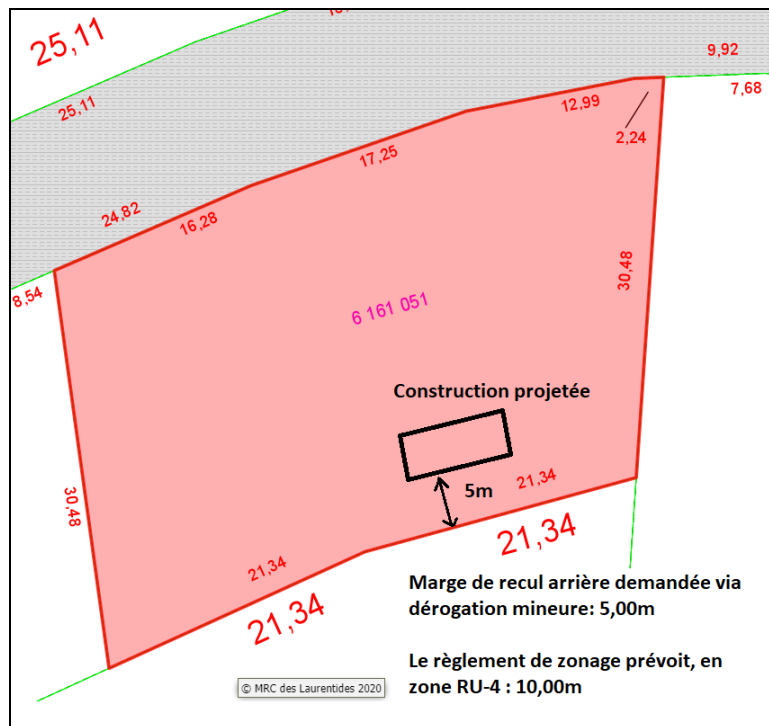 25,11
25,11
9,92
7,68
12,99
2,24
17,25
24,82
16,28
8,54
30,48
6 161 051
Construction projetée
30,48
5m
21,34
21,34
21,34
21,34
Marge de recul arrière demandée via
dérogation mineure: 5,00m
Le règlement de zonage prévoit, en
zone RU-4 : 10,00m
© MRC des Laurentides 2020